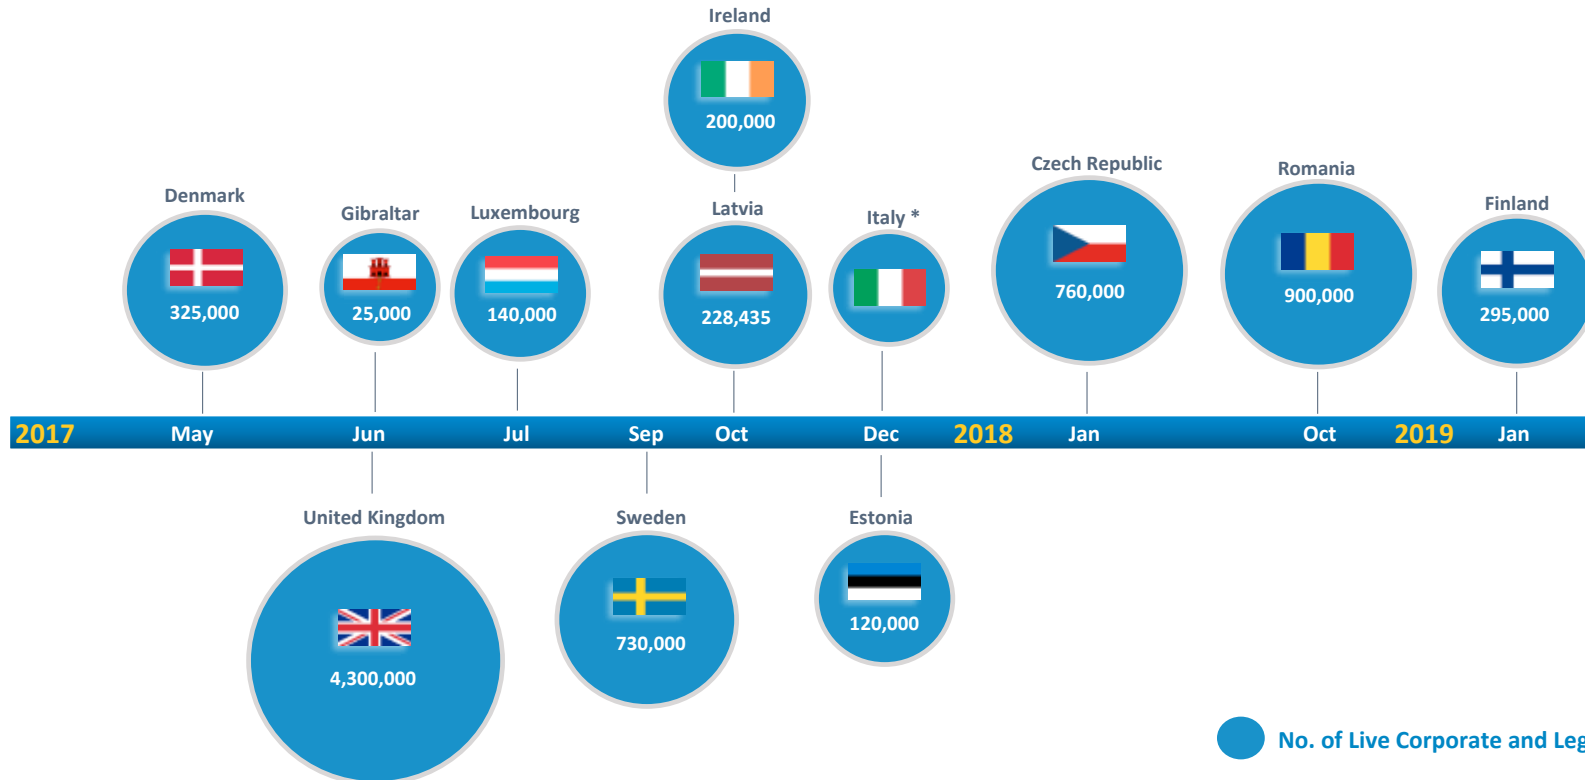 Ireland
200,000
Denmark
325,000
Gibraltar
25,000
Luxembourg
140,000
Latvia
228,435
Italy *
Czech Republic
760,000
Romania
900,000
Finland
295,000
2017 May Jun Jul Sep Oct Dec 2018 Jan Oct 2019 Jan
United Kingdom
4,300,000
Sweden
730,000
Estonia
120,000
No. of Live Corporate and Leg